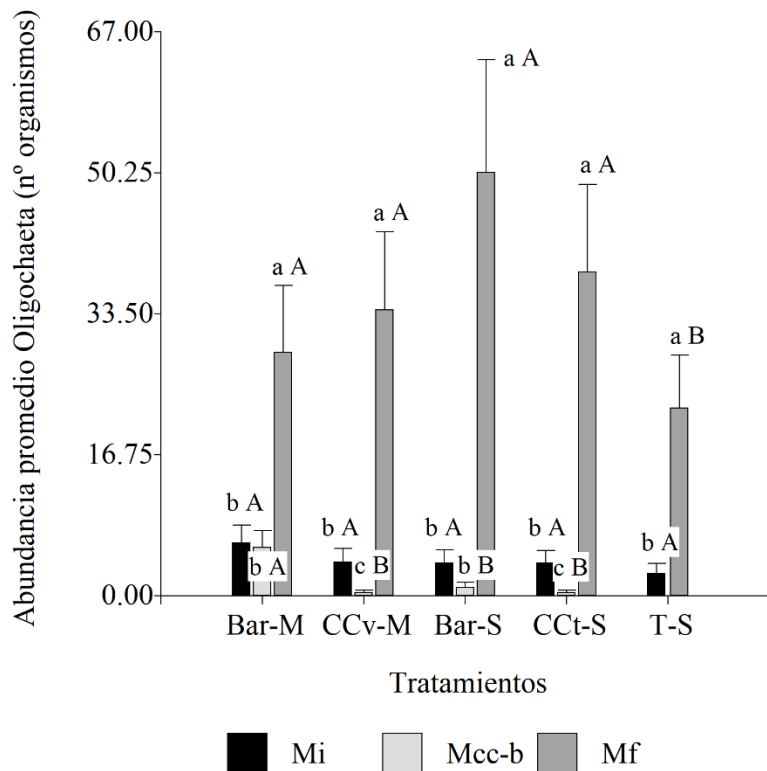 Abundancia promedio Oligochaeta (nº organismos)
67.00
50.25
33.50
16.75
0.00
b A
b A
a A
b A
c B
a A
b A
b B
a A
b A
c B
a A
b A
a B
Bar-M CCv-M Bar-S CCt-S T-S
Tratamientos
Mi Mcc-b Mf